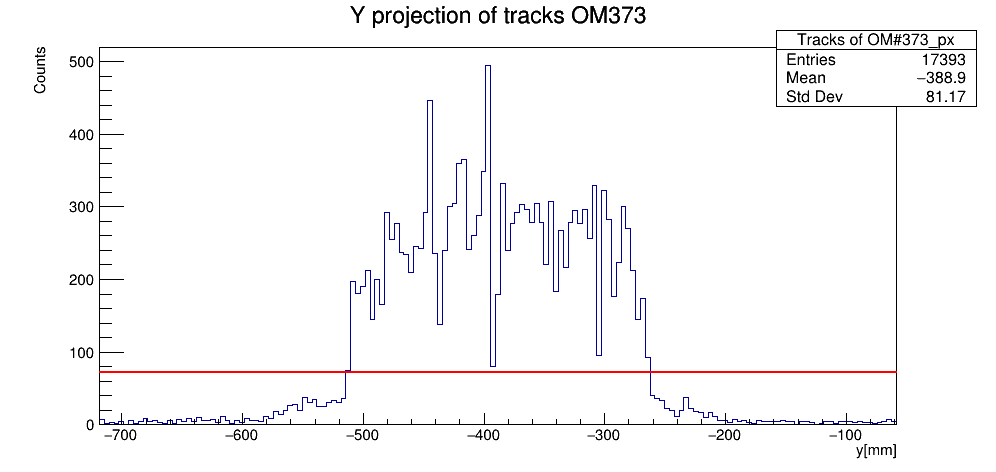 Y projection of tracks OM373
Counts
Tracks of OM#373_px
Entries 17393
Mean −388.9
Std Dev 81.17
500
400
300
200
100
0
−700 −600 −500 −400 −300 −200 −100
y[mm]